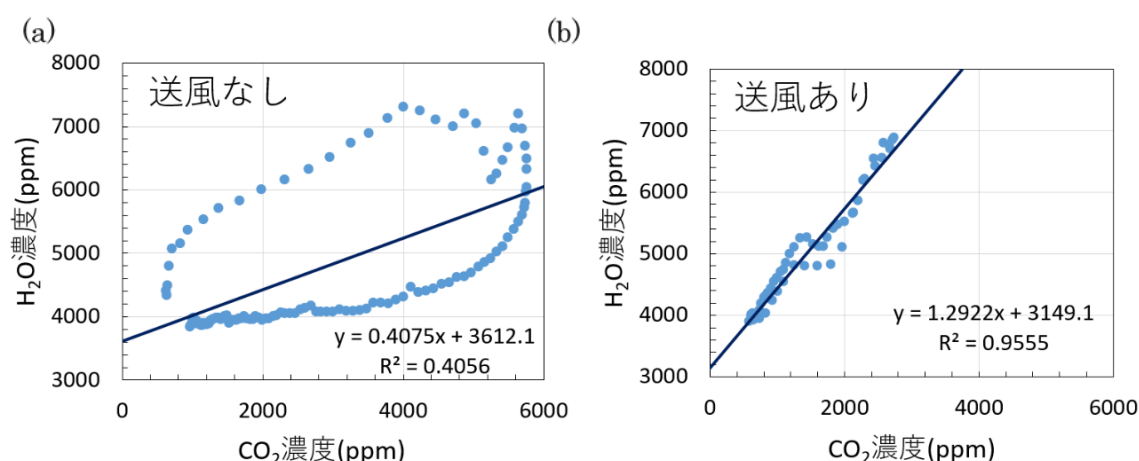 (a)
8000
7000
6000
5000
4000
3000
H₂O濃度(ppm)
送風なし
y = 0.4075x + 3612.1
R² = 0.4056
0 2000 4000 6000
CO₂濃度(ppm)
(b)
8000
7000
6000
5000
4000
3000
H₂O濃度(ppm)
送風あり
y = 1.2922x + 3149.1
R² = 0.9555
0 2000 4000 6000
CO₂濃度(ppm)